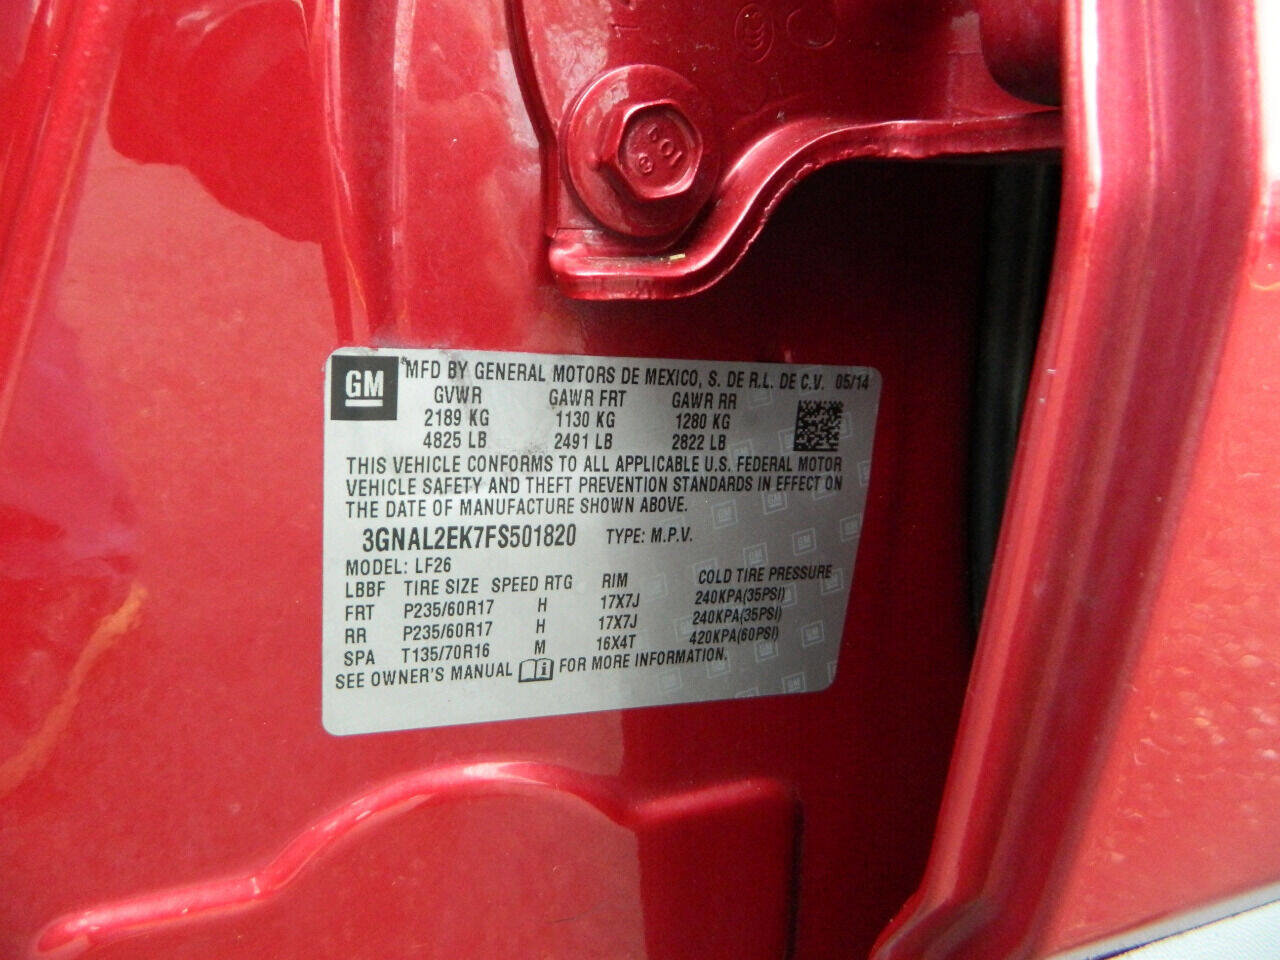 GM MFD BY GENERAL MOTORS DE MEXICO, S. DE R.L. DE C.V. 05/14
GVWR GAWR FRT GAWR RR
2189 KG 1130 KG 1280 KG
4825 LB 2491 LB 2822 LB
THIS VEHICLE CONFORMS TO ALL APPLICABLE U.S. FEDERAL MOTOR
VEHICLE SAFETY AND THEFT PREVENTION STANDARDS IN EFFECT ON
THE DATE OF MANUFACTURE SHOWN ABOVE.
3GNAL2EK7FS501820 TYPE: M.P.V.
MODEL: LF26
LBBF TIRE SIZE SPEED RTG RIM COLD TIRE PRESSURE
FRT P235/60R17 H 17X7J 240KPA(35PSI)
RR P235/60R17 H 17X7J 240KPA(35PSI)
SPA T135/70R16 M 16X4T 420KPA(60PSI)
SEE OWNER'S MANUAL FOR MORE INFORMATION.